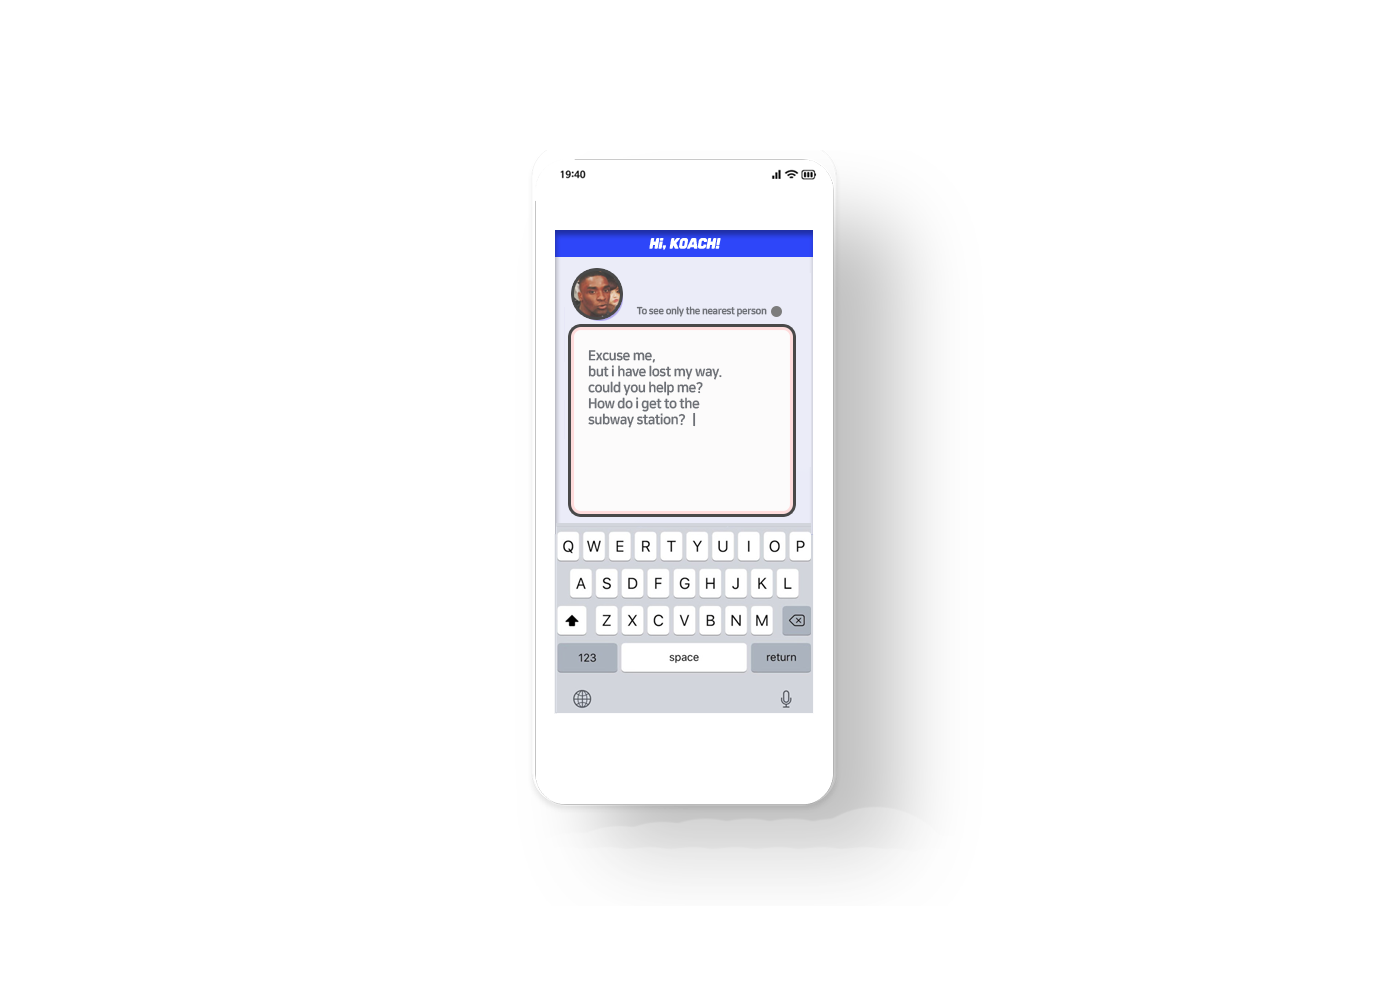 19:40
Hi, KOACH!
To see only the nearest person
Excuse me,
but i have lost my way.
could you help me?
How do i get to the
subway station?
Q W E R T Y U I O P
A S D F G H J K L
Z X C V B N M
123 space return